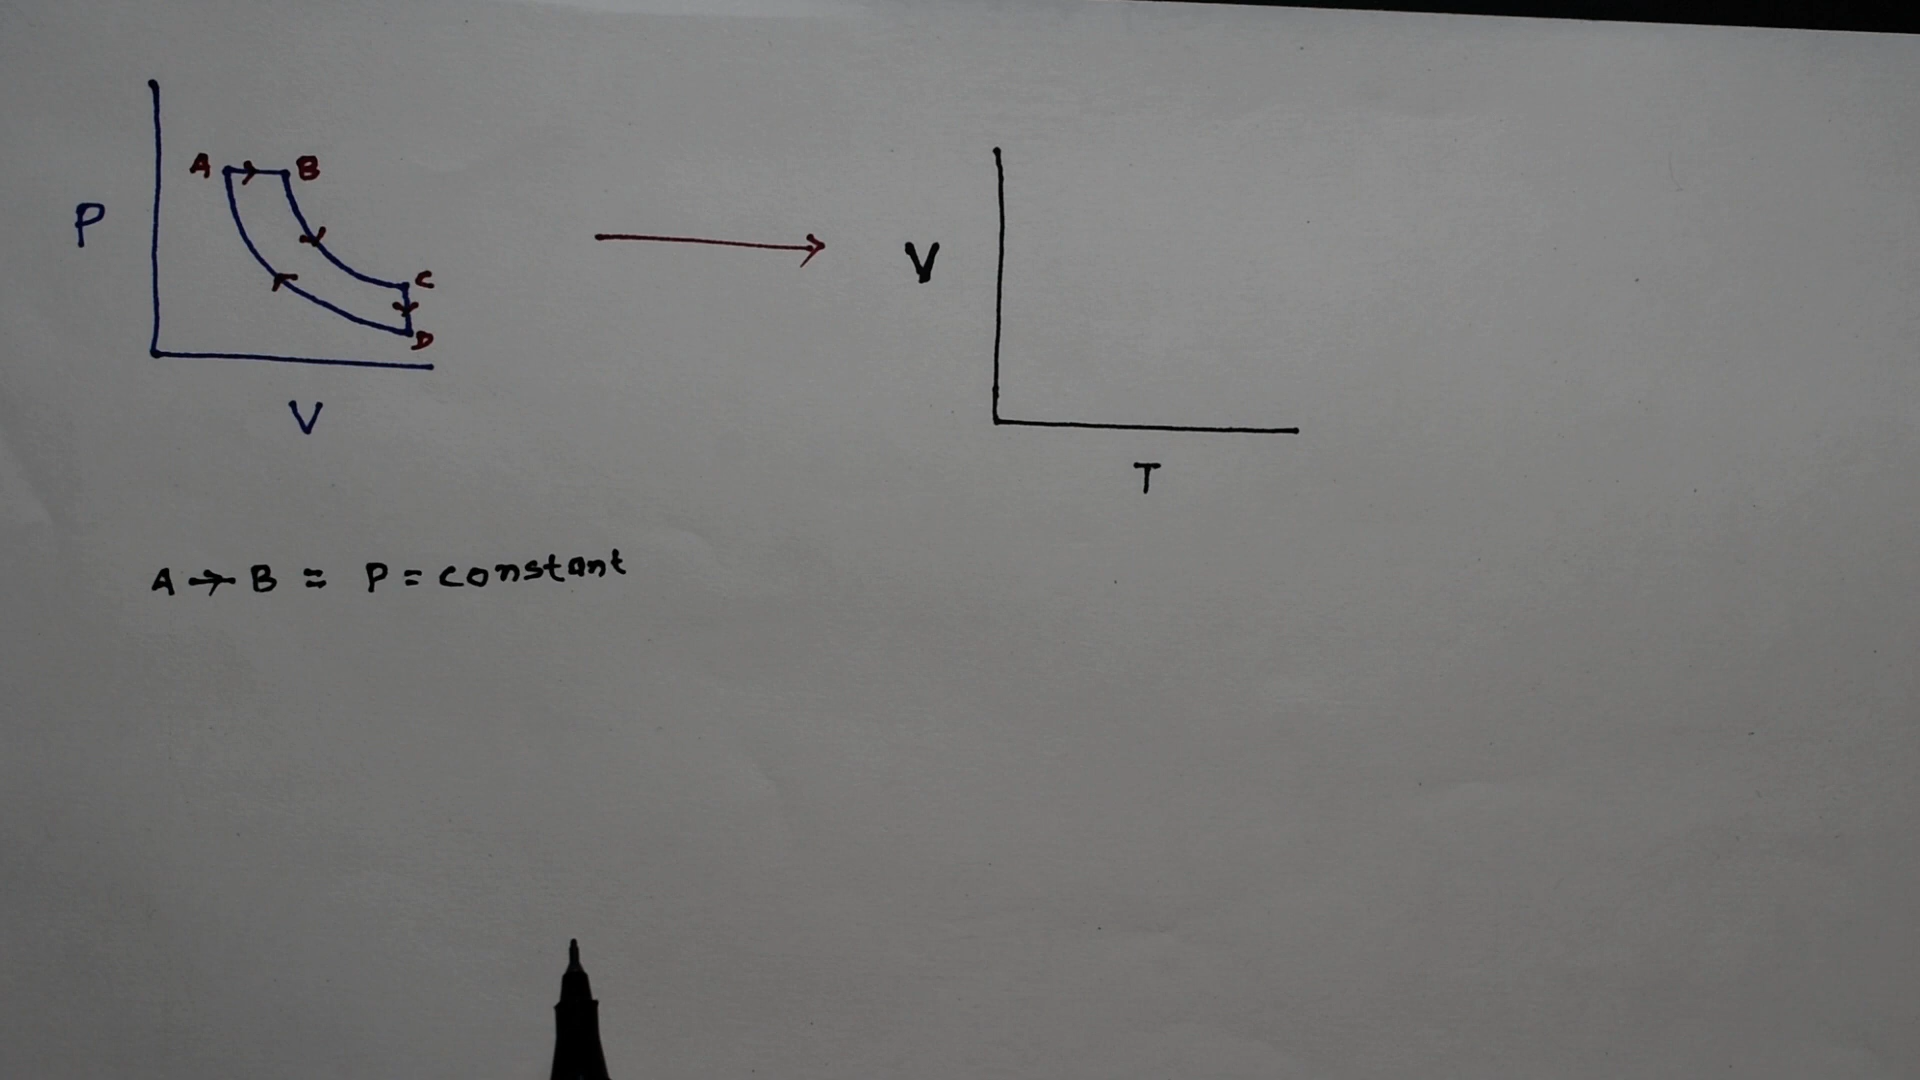 A B
P
C
D
V
V
T
A → B = P = constant